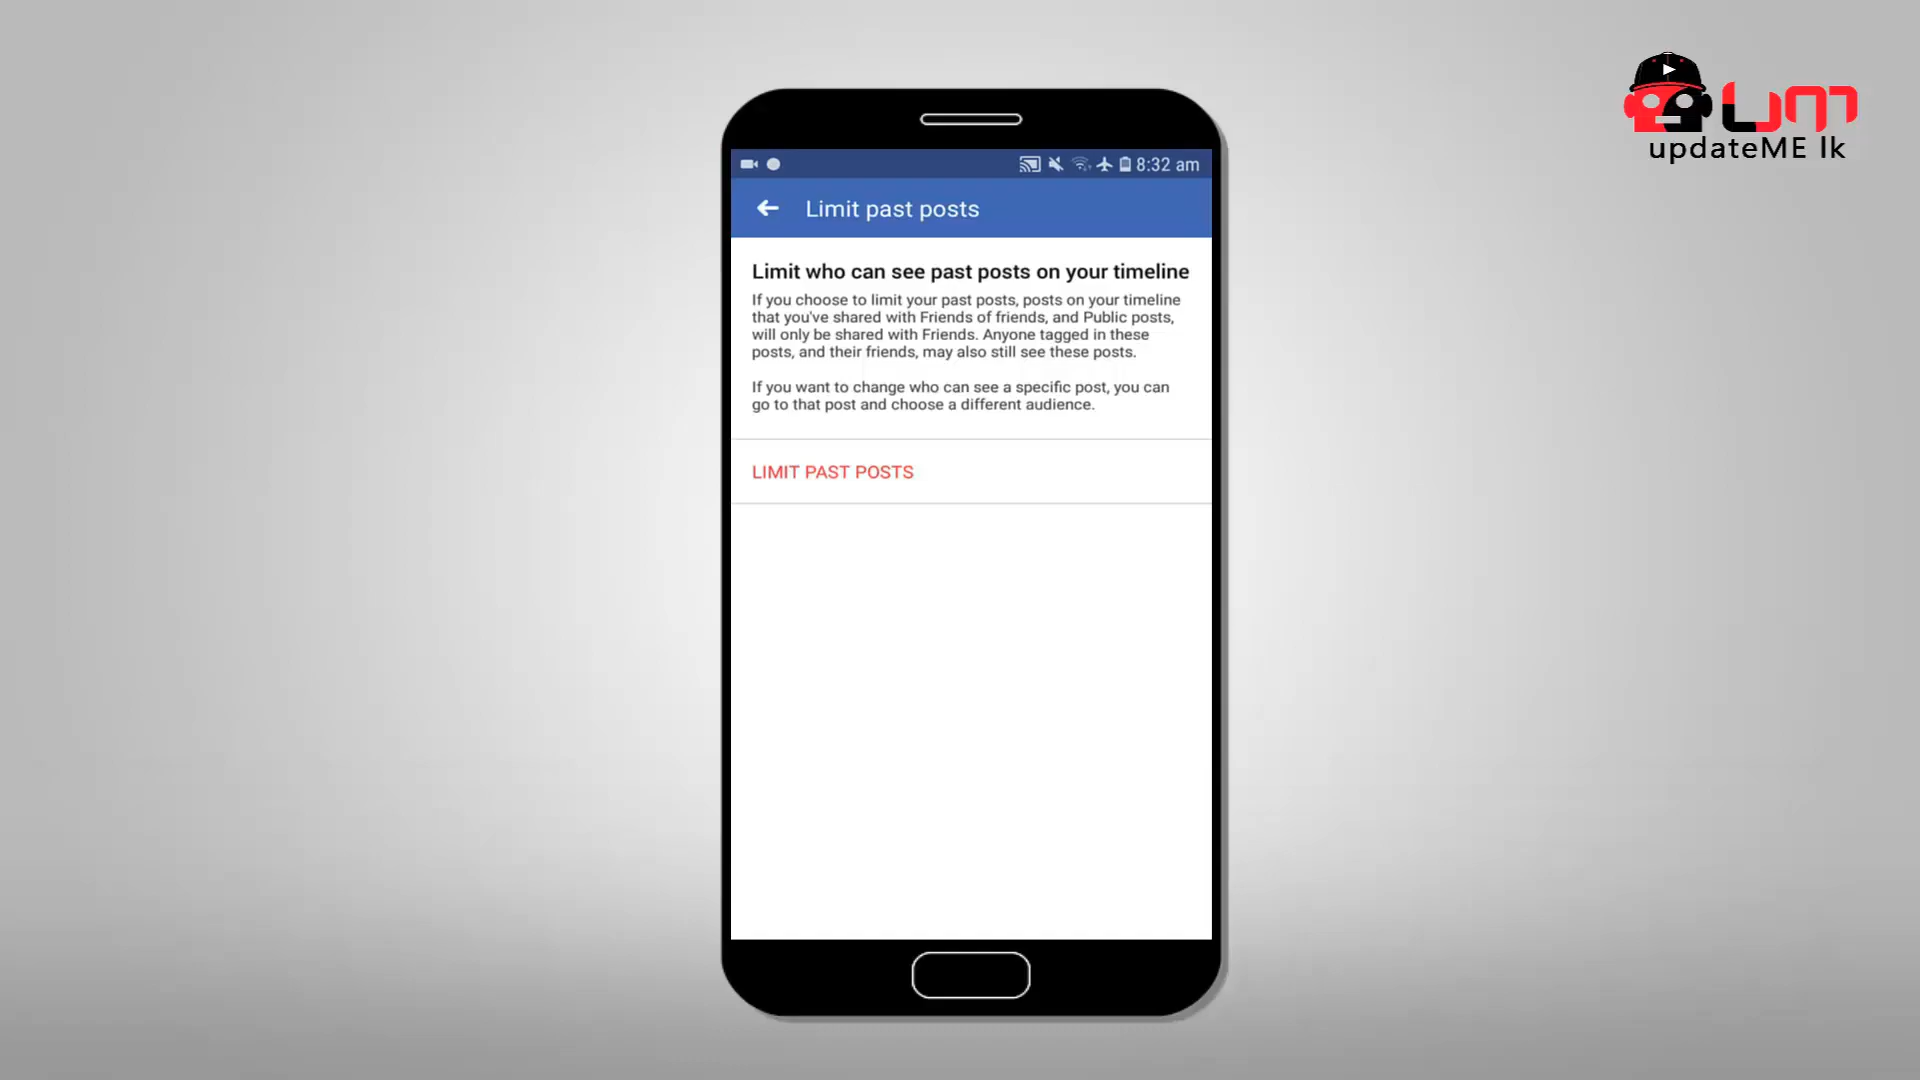 um
updateME lk
8:32 am
Limit past posts
Limit who can see past posts on your timeline
If you choose to limit your past posts, posts on your timeline
that you've shared with Friends of friends, and Public posts,
will only be shared with Friends. Anyone tagged in these
posts, and their friends, may also still see these posts.
If you want to change who can see a specific post, you can
go to that post and choose a different audience.
LIMIT PAST POSTS